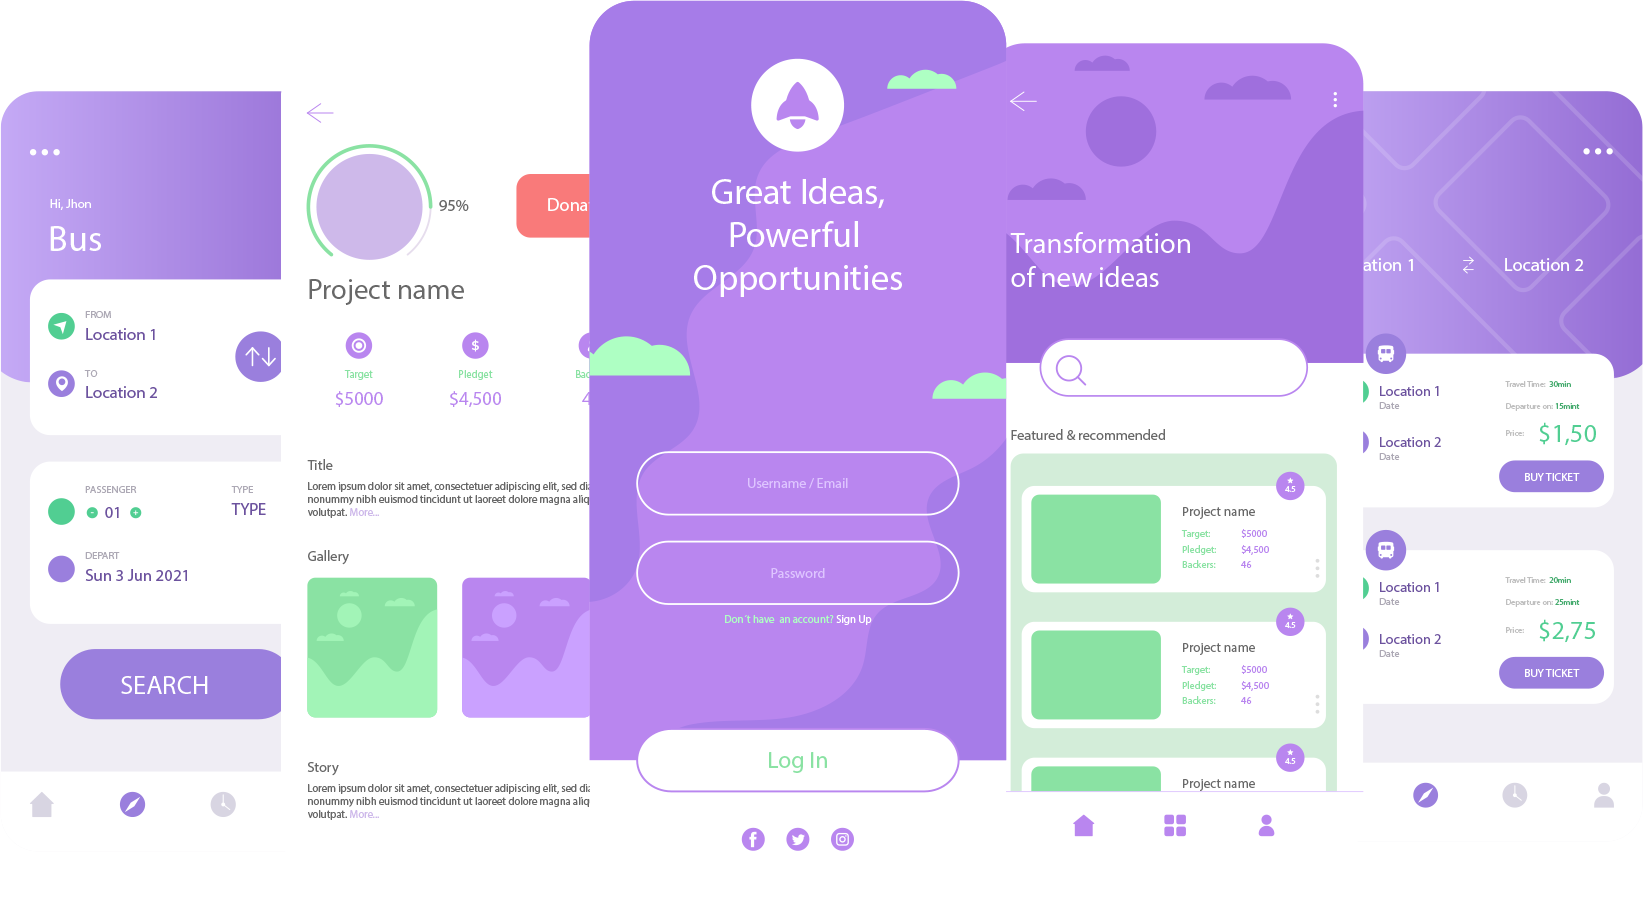 Hi, Jhon
Bus
FROM
Location 1
TO
Location 2
PASSENGER
TYPE
- 01 +
TYPE
DEPART
Sun 3 Jun 2021
SEARCH
95%
Project name
$
Target
Pledget
$5000
$4,500
Title
Lorem ipsum dolor sit amet, consectetuer adipiscing elit, sed
nonummy nibh euismod tincidunt ut laoreet dolore magna
volutpat. More...
Gallery
Story
Lorem ipsum dolor sit amet, consectetuer adipiscing elit, sed
nonummy nibh euismod tincidunt ut laoreet dolore magna
volutpat. More...
Great Ideas,
Powerful
Opportunities
Username / Email
Password
Don´t have an account? Sign Up
Log In
Transformation
of new ideas
Featured & recommended
4.5
Project name
Target: $5000
Pledget: $4,500
Backers: 46
4.5
Project name
Target: $5000
Pledget: $4,500
Backers: 46
4.5
Project name
ation 1
Location 2
Location 1
Date
Location 2
Date
Travel Time: 30min
Departure on: 15mint
Price: $1,50
BUY TICKET
Location 1
Date
Location 2
Date
Travel Time: 20min
Departure on: 25mint
Price: $2,75
BUY TICKET